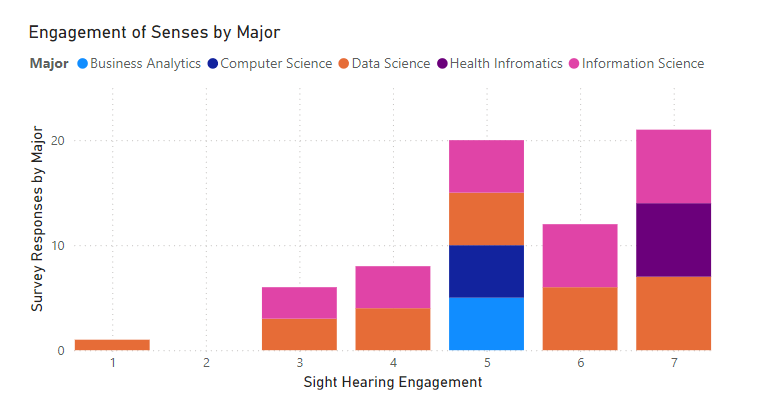 Engagement of Senses by Major
Major Business Analytics Computer Science Data Science Health Infromatics Information Science
Survey Responses by Major
20
10
0
1 2 3 4 5 6 7
Sight Hearing Engagement